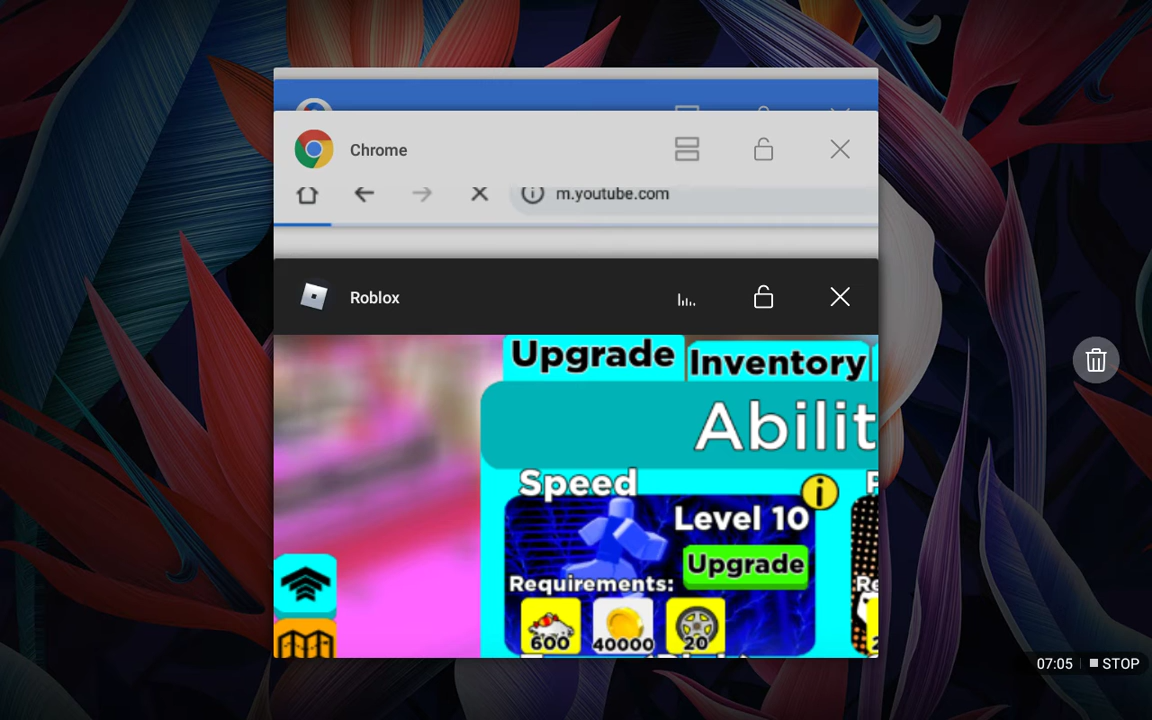 Chrome
m.youtube.com
Roblox
Upgrade
Inventory
Abilit
Speed
Level 10
Upgrade
Requirements:
600
40000
20
07:05
STOP